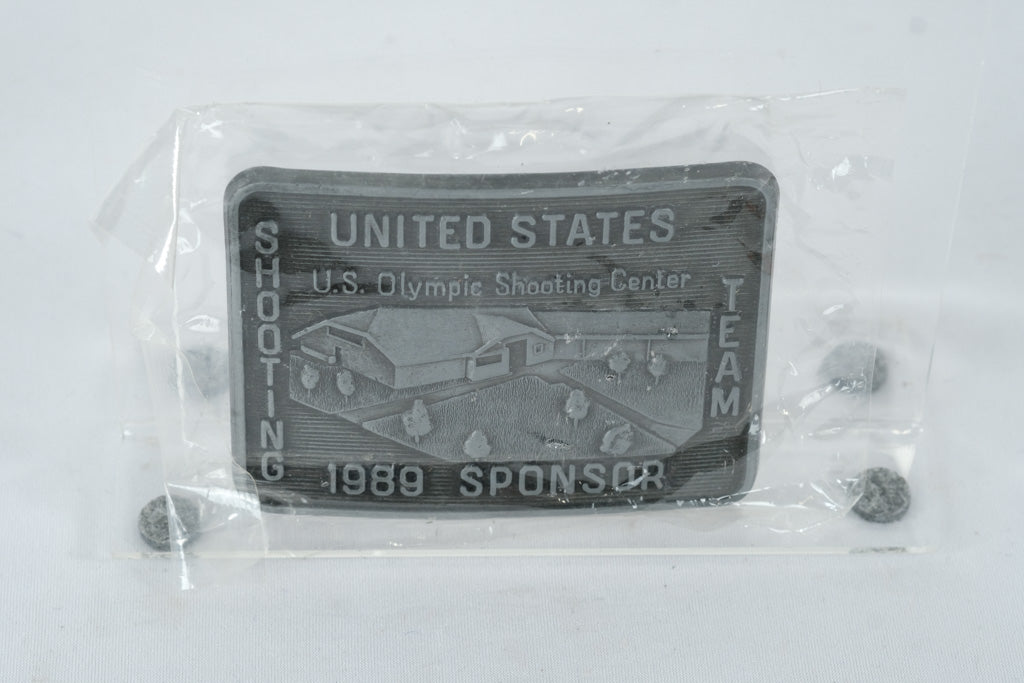 UNITED STATES
U.S. Olympic Shooting Center
SHOOTING
TEAM
1989 SPONSOR